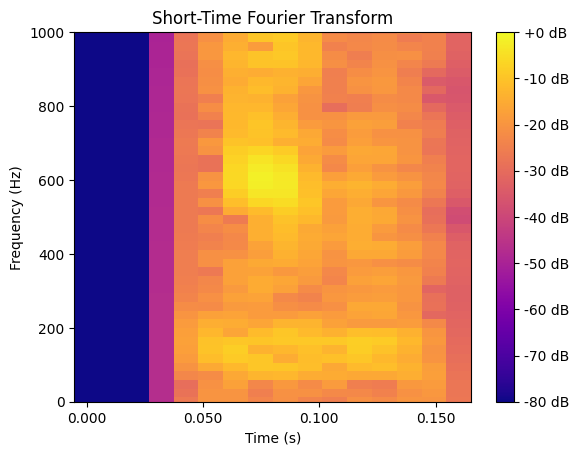 Short-Time Fourier Transform
1000
800
600
400
200
0
Frequency (Hz)
0.000
0.050
0.100
0.150
Time (s)
+0 dB
-10 dB
-20 dB
-30 dB
-40 dB
-50 dB
-60 dB
-70 dB
-80 dB